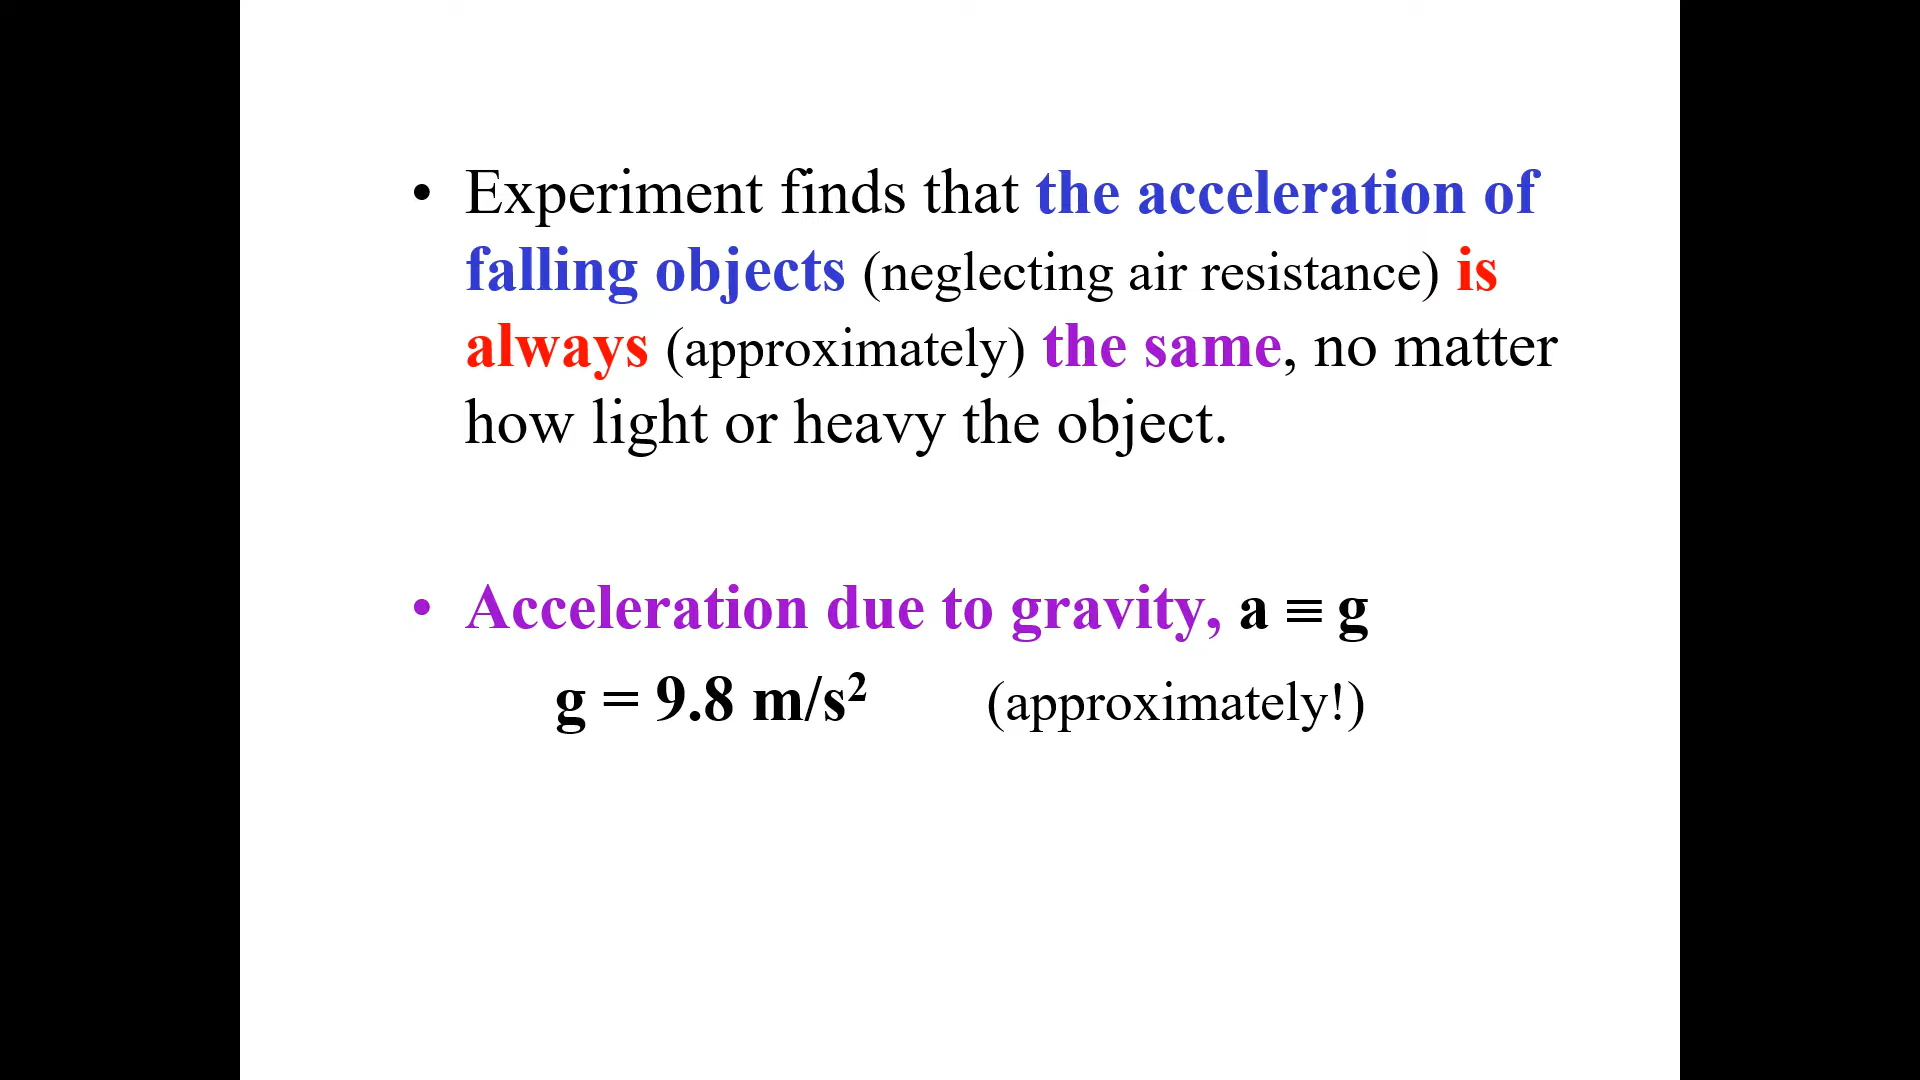 • Experiment finds that the acceleration of
falling objects (neglecting air resistance) is
always (approximately) the same, no matter
how light or heavy the object.
• Acceleration due to gravity, a ≡ g
g = 9.8 m/s² (approximately!)